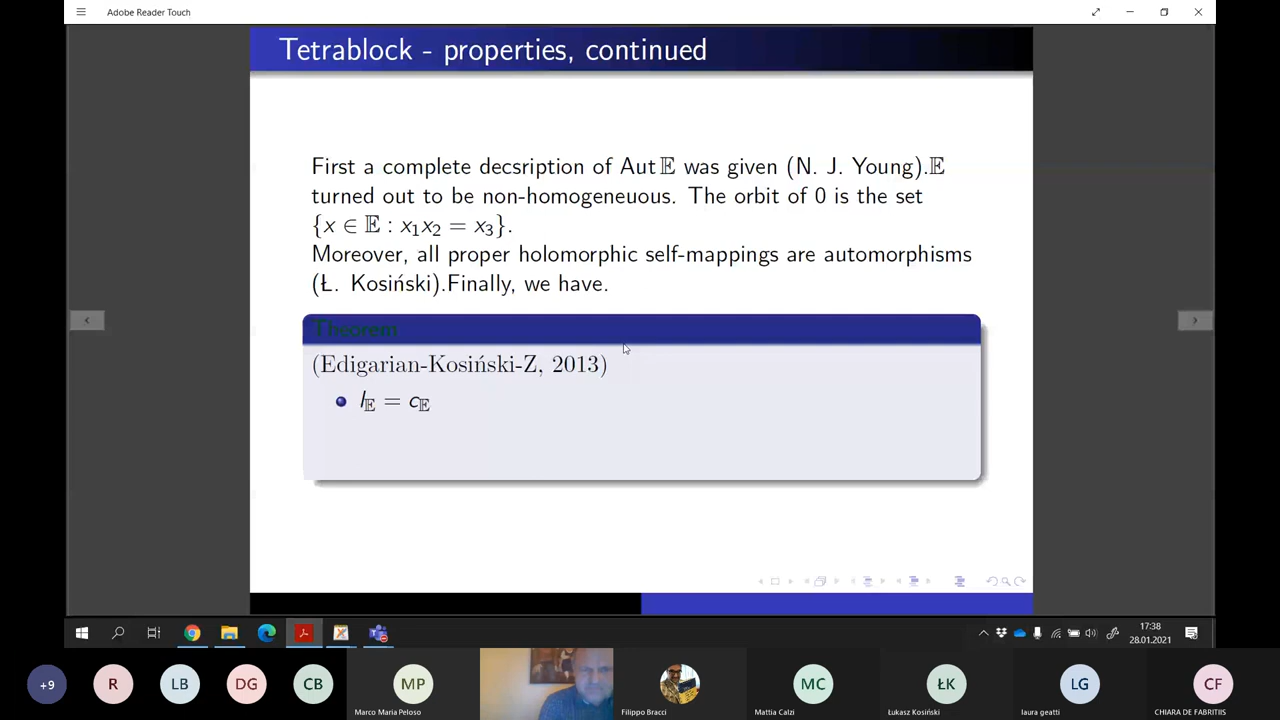 Adobe Reader Touch
Tetrablock - properties, continued
First a complete decsription of Aut 𝔼 was given (N. J. Young).𝔼
turned out to be non-homogeneuous. The orbit of 0 is the set
{x ∈ 𝔼 : x₁x₂ = x₃}.
Moreover, all proper holomorphic self-mappings are automorphisms
(Ł. Kosiński).Finally, we have.
Theorem
(Edigarian-Kosiński-Z, 2013)
l_𝔼 = c_𝔼
17:38
28.01.2021
+9
R
LB
DG
CB
MP
MC
ŁK
LG
CF
Marco Maria Peloso
Filippo Bracci
Mattia Calzi
Łukasz Kosiński
laura geatti
CHIARA DE FABRITIIS